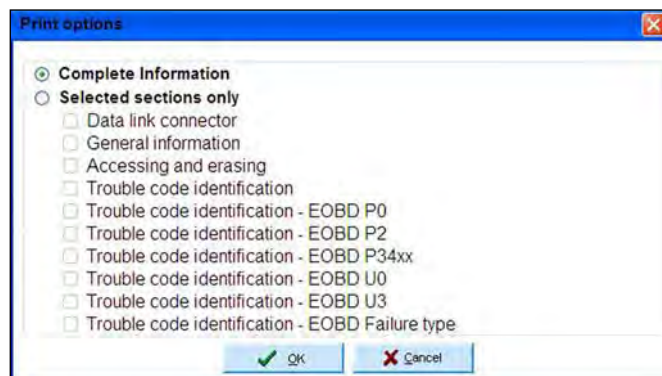 Print options
Complete Information
Selected sections only
Data link connector
General information
Accessing and erasing
Trouble code identification
Trouble code identification - EOBD P0
Trouble code identification - EOBD P2
Trouble code identification - EOBD P34xx
Trouble code identification - EOBD U0
Trouble code identification - EOBD U3
Trouble code identification - EOBD Failure type
OK Cancel